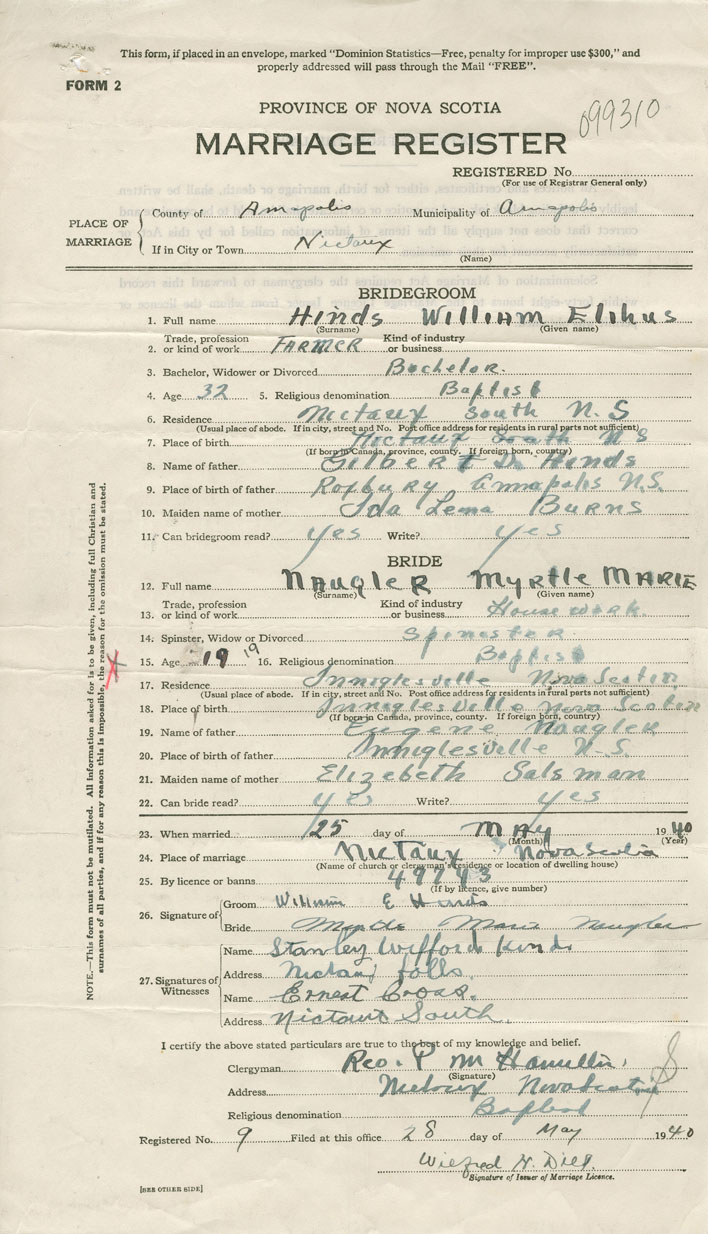 This form, if placed in an envelope, marked "Dominion Statistics—Free, penalty for improper use $300," and
properly addressed will pass through the Mail "FREE".
FORM 2
PROVINCE OF NOVA SCOTIA
099310
MARRIAGE REGISTER
REGISTERED No.
(For use of Registrar General only)
PLACE OF MARRIAGE
County of Annapolis Municipality of Annapolis
If in City or Town Nictaux
(Name)
BRIDEGROOM
1. Full name Hinds William Elihus
(Surname) (Given name)
2. Trade, profession or kind of work Farmer Kind of industry or business
3. Bachelor, Widower or Divorced Bachelor.
4. Age 32 5. Religious denomination Baptist
6. Residence Nictaux South N.S
(Usual place of abode. If in city, street and No. Post office address for residents in rural parts not sufficient)
7. Place of birth Nictaux South N S
(If born in Canada, province, county. If foreign born, country)
8. Name of father Gilbert D. Hinds
9. Place of birth of father Roxbury Annapolis N.S.
10. Maiden name of mother Ida Lema Burns
11. Can bridegroom read? yes Write? yes
BRIDE
12. Full name Naugler Myrtle Marie
(Surname) (Given name)
13. Trade, profession or kind of work Kind of industry or business House work.
14. Spinster, Widow or Divorced Spinester
15. Age 19 19 16. Religious denomination Baptist
17. Residence Inniglesville Nova Scotia
(Usual place of abode. If in city, street and No. Post office address for residents in rural parts not sufficient)
18. Place of birth Inniglesville Nova Scotia
(If born in Canada, province, county. If foreign born, country)
19. Name of father Eugene Naugler
20. Place of birth of father Inniglesville N.S.
21. Maiden name of mother Elizebeth Salsman
22. Can bride read? yes Write? yes
23. When married 25 day of May 1940
(Month) (Year)
24. Place of marriage Nictaux Nova Scotia
(Name of church or clergyman's residence or location of dwelling house)
25. By licence or banns 49793
(If by licence, give number)
26. Signature of
Groom William E Hinds
Bride Myrtle Marie Naugler
27. Signatures of Witnesses
Name Stanley Wifford Hinds
Address Nictaux falls.
Name Ernest Cross.
Address Nictaux South.
I certify the above stated particulars are true to the best of my knowledge and belief.
Clergyman Rev. P M Hamilton.
(Signature)
Address Nictaux Nova Scotia
Religious denomination Baptist
Registered No. 9 Filed at this office 28 day of May 1940
Wilfred N. Dill.
Signature of Issuer of Marriage Licence.
[SEE OTHER SIDE]
NOTE.—This form must not be mutilated. All information asked for is to be given, including full Christian and
surnames of all parties, and if for any reason this is impossible, the reason for the omission must be stated.